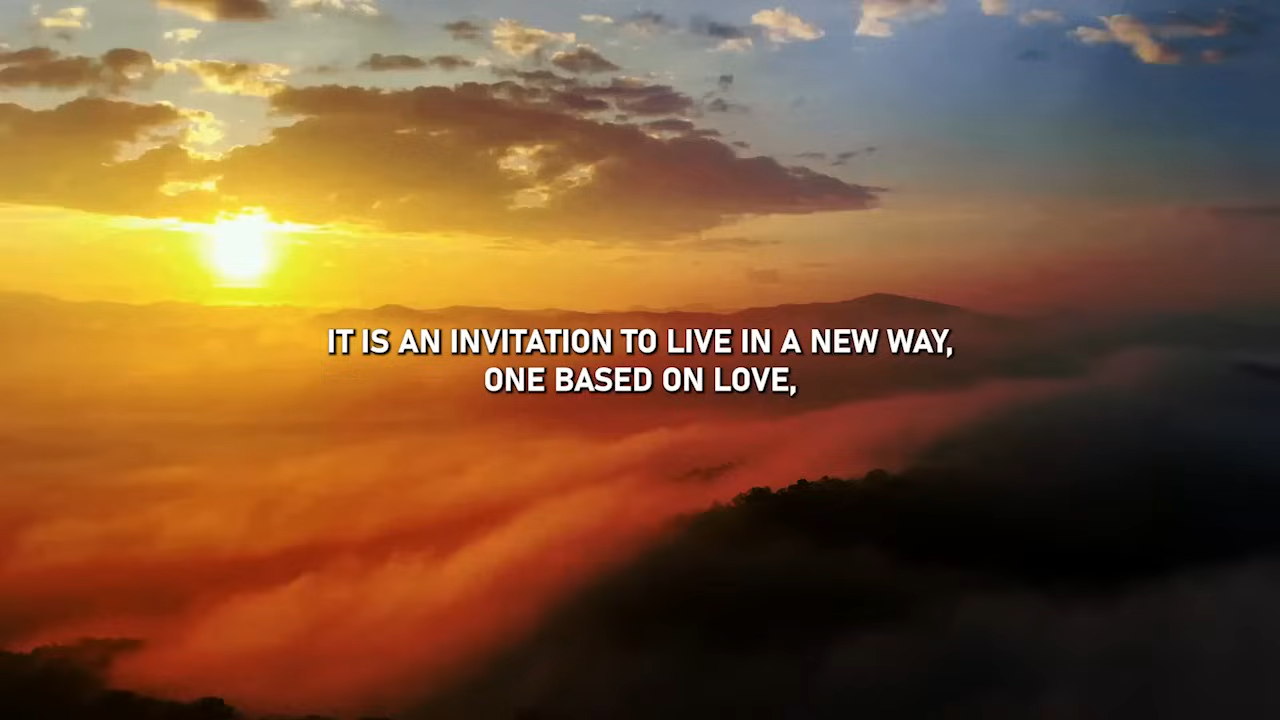 IT IS AN INVITATION TO LIVE IN A NEW WAY,
ONE BASED ON LOVE,